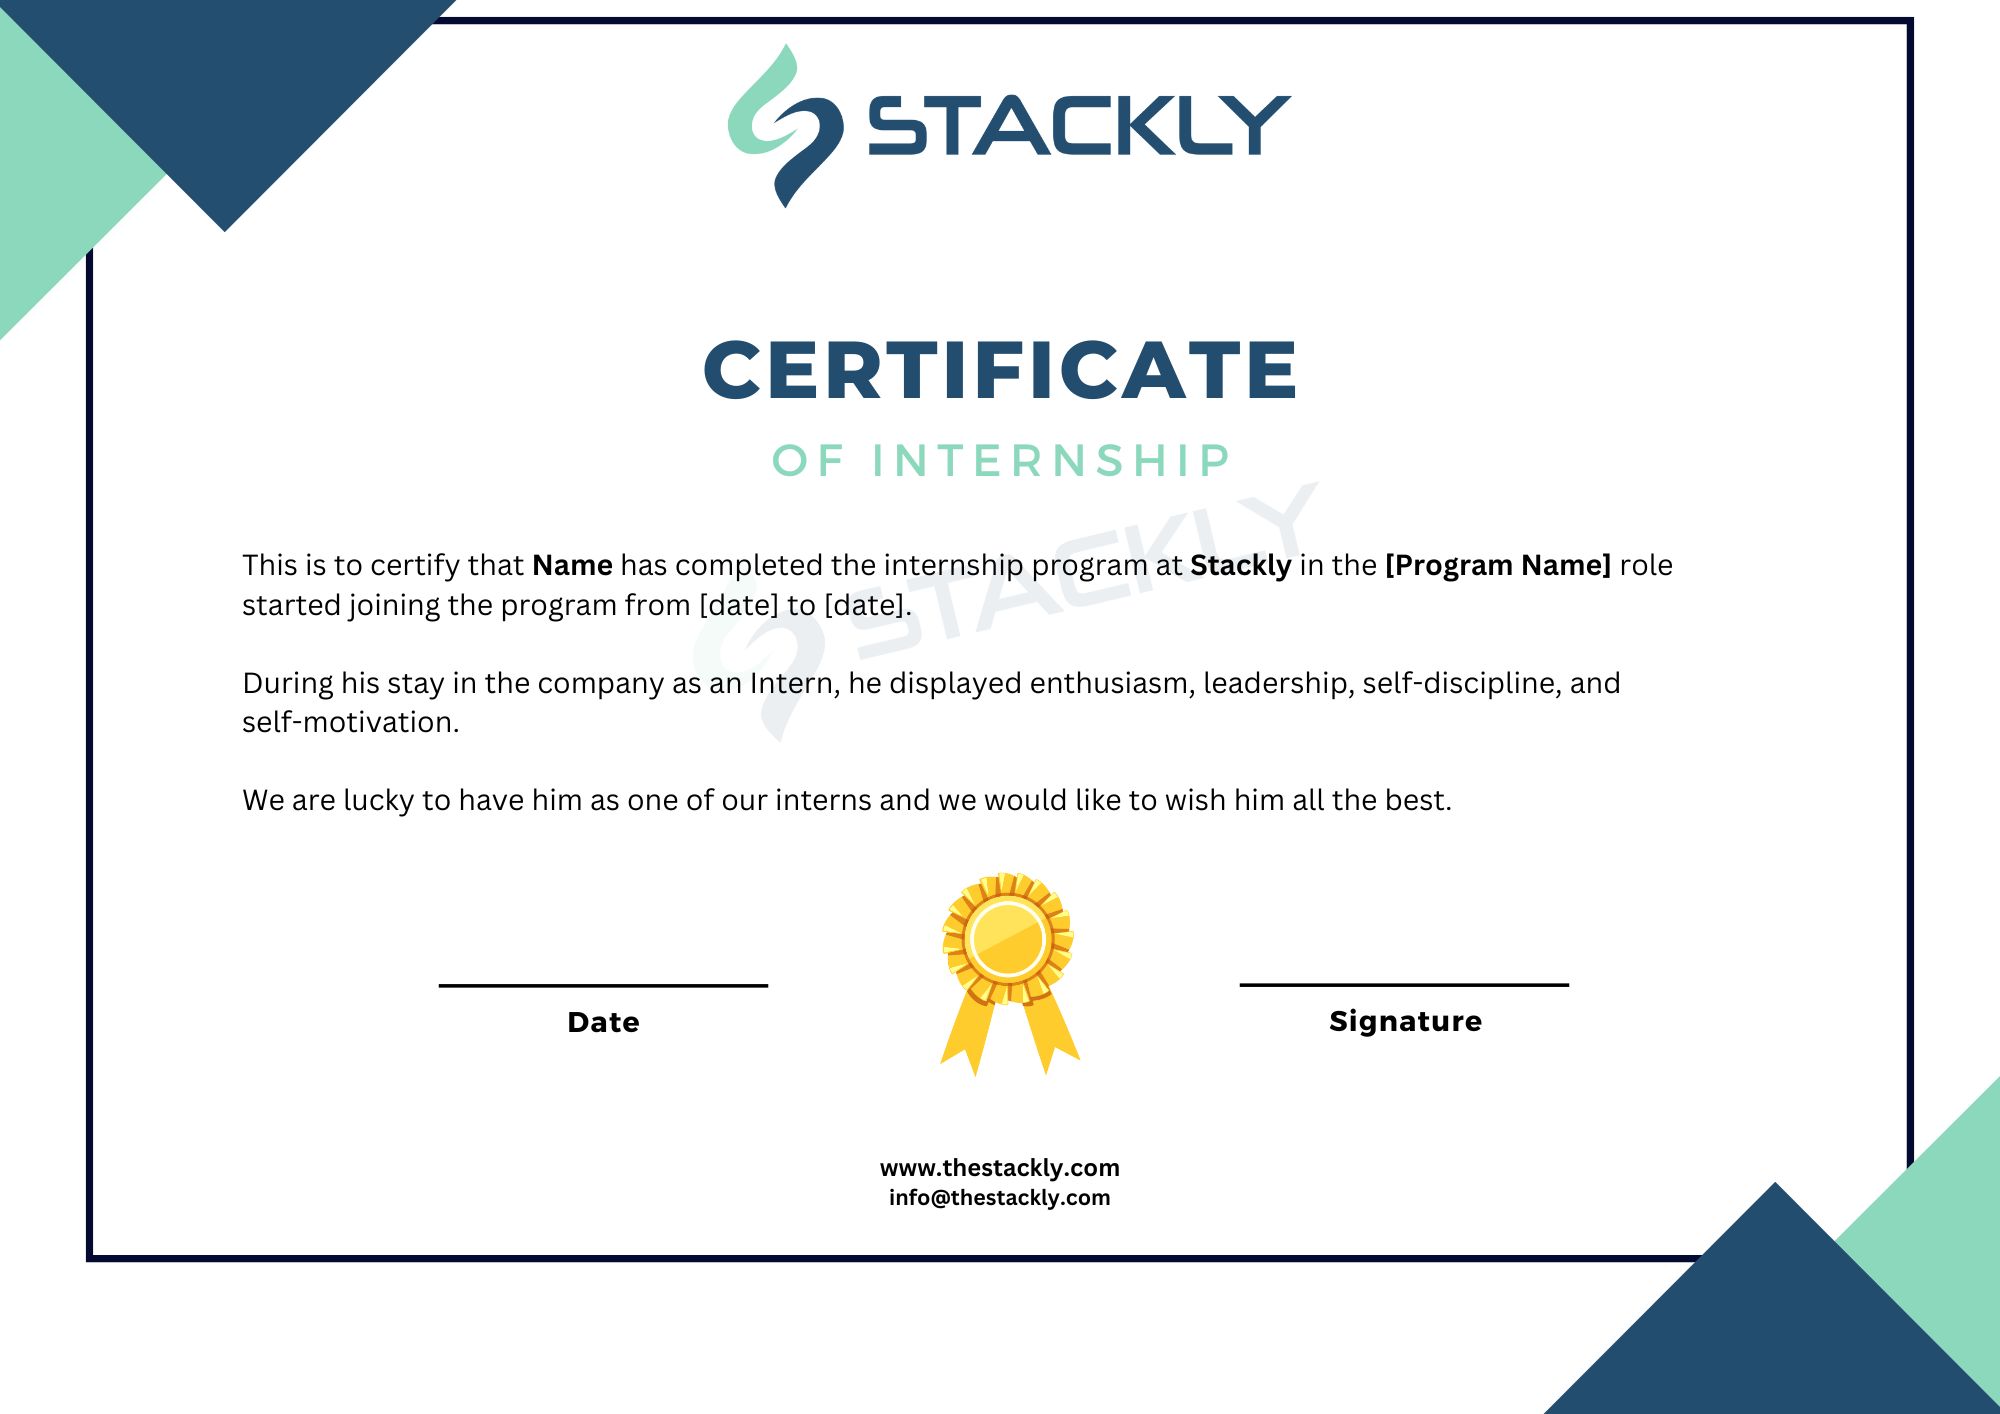 STACKLY
CERTIFICATE
OF INTERNSHIP
STACKLY
This is to certify that Name has completed the internship program at Stackly in the [Program Name] role
started joining the program from [date] to [date].
During his stay in the company as an Intern, he displayed enthusiasm, leadership, self-discipline, and
self-motivation.
We are lucky to have him as one of our interns and we would like to wish him all the best.
Date
Signature
www.thestackly.com
info@thestackly.com